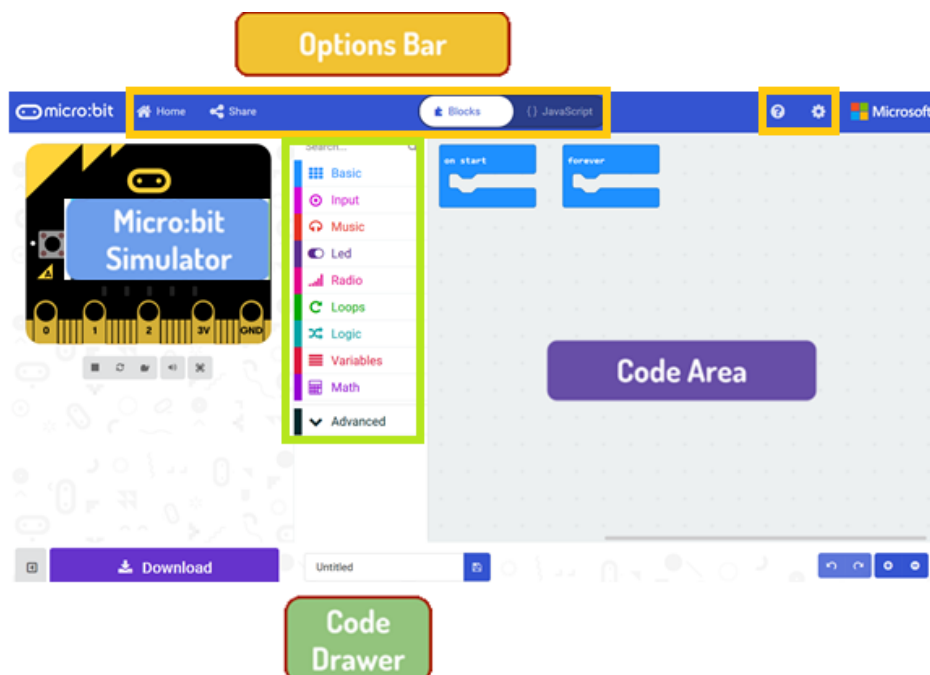 Options Bar
micro:bit
Home
Share
Blocks
{} JavaScript
Microsoft
Search...
Basic
Input
Music
Led
Radio
Loops
Logic
Variables
Math
Advanced
Micro:bit
Simulator
A
0 1 2 3V GND
on start
forever
Code Area
Download
Untitled
Code
Drawer